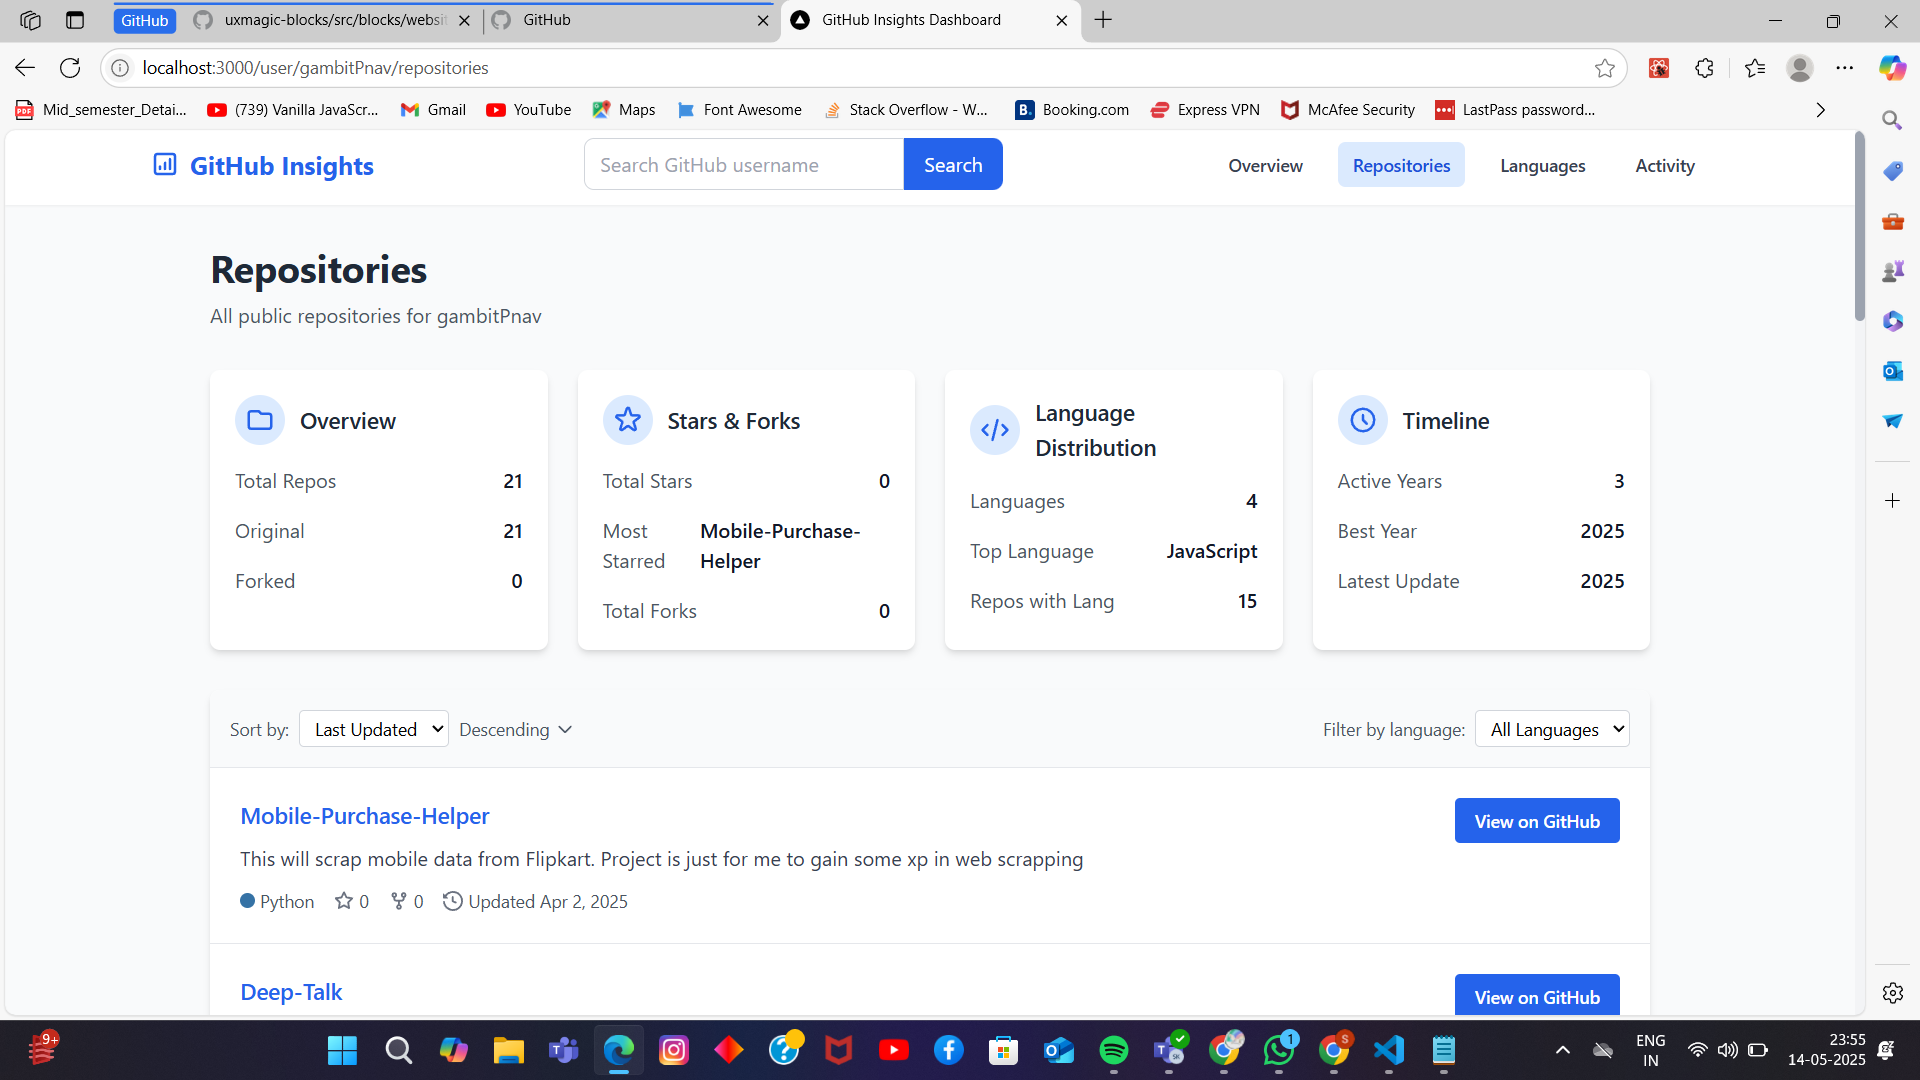 GitHub
uxmagic-blocks/src/blocks/websit
GitHub
GitHub Insights Dashboard
localhost:3000/user/gambitPnav/repositories
Mid_semester_Detai...
(739) Vanilla JavaScr...
Gmail
YouTube
Maps
Font Awesome
Stack Overflow - W...
Booking.com
Express VPN
McAfee Security
LastPass password...
GitHub Insights
Search GitHub username
Search
Overview
Repositories
Languages
Activity
Repositories
All public repositories for gambitPnav
Overview
Total Repos 21
Original 21
Forked 0
Stars & Forks
Total Stars 0
Most Starred
Mobile-Purchase-
Helper
Total Forks 0
Language
Distribution
Languages 4
Top Language JavaScript
Repos with Lang 15
Timeline
Active Years 3
Best Year 2025
Latest Update 2025
Sort by: Last Updated Descending
Filter by language: All Languages
Mobile-Purchase-Helper
View on GitHub
This will scrap mobile data from Flipkart. Project is just for me to gain some xp in web scrapping
Python 0 0 Updated Apr 2, 2025
Deep-Talk
View on GitHub
9+
1
S
ENG
IN
23:55
14-05-2025